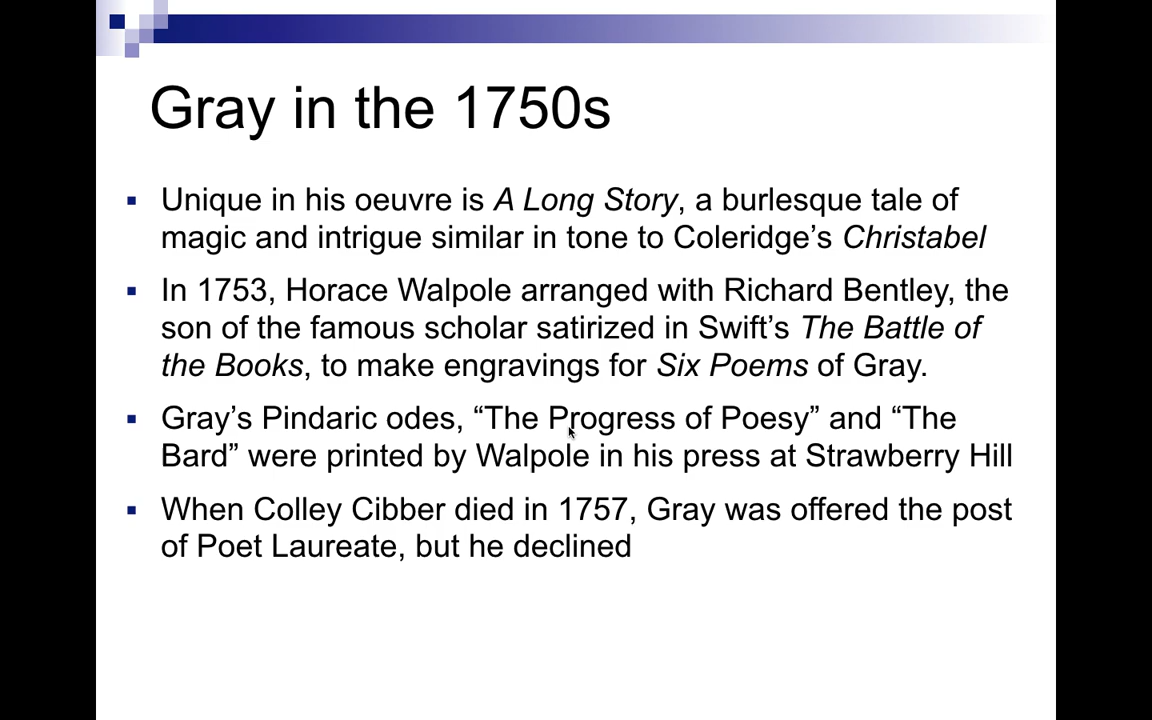 Gray in the 1750s
Unique in his oeuvre is A Long Story, a burlesque tale of
magic and intrigue similar in tone to Coleridge’s Christabel
In 1753, Horace Walpole arranged with Richard Bentley, the
son of the famous scholar satirized in Swift’s The Battle of
the Books, to make engravings for Six Poems of Gray.
Gray’s Pindaric odes, “The Progress of Poesy” and “The
Bard” were printed by Walpole in his press at Strawberry Hill
When Colley Cibber died in 1757, Gray was offered the post
of Poet Laureate, but he declined